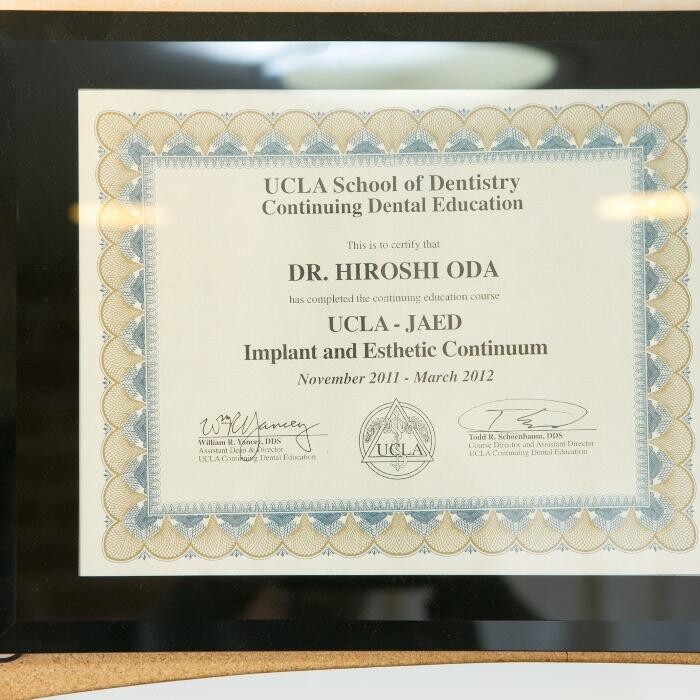 UCLA School of Dentistry
Continuing Dental Education
This is to certify that
DR. HIROSHI ODA
has completed the continuing education course
UCLA - JAED
Implant and Esthetic Continuum
November 2011 - March 2012
Wm R Yancey
William R. Yancey, DDS
Assistant Dean & Director
UCLA Continuing Dental Education
UCLA
Todd R. Schoenbaum, DDS
Course Director and Assistant Director
UCLA Continuing Dental Education